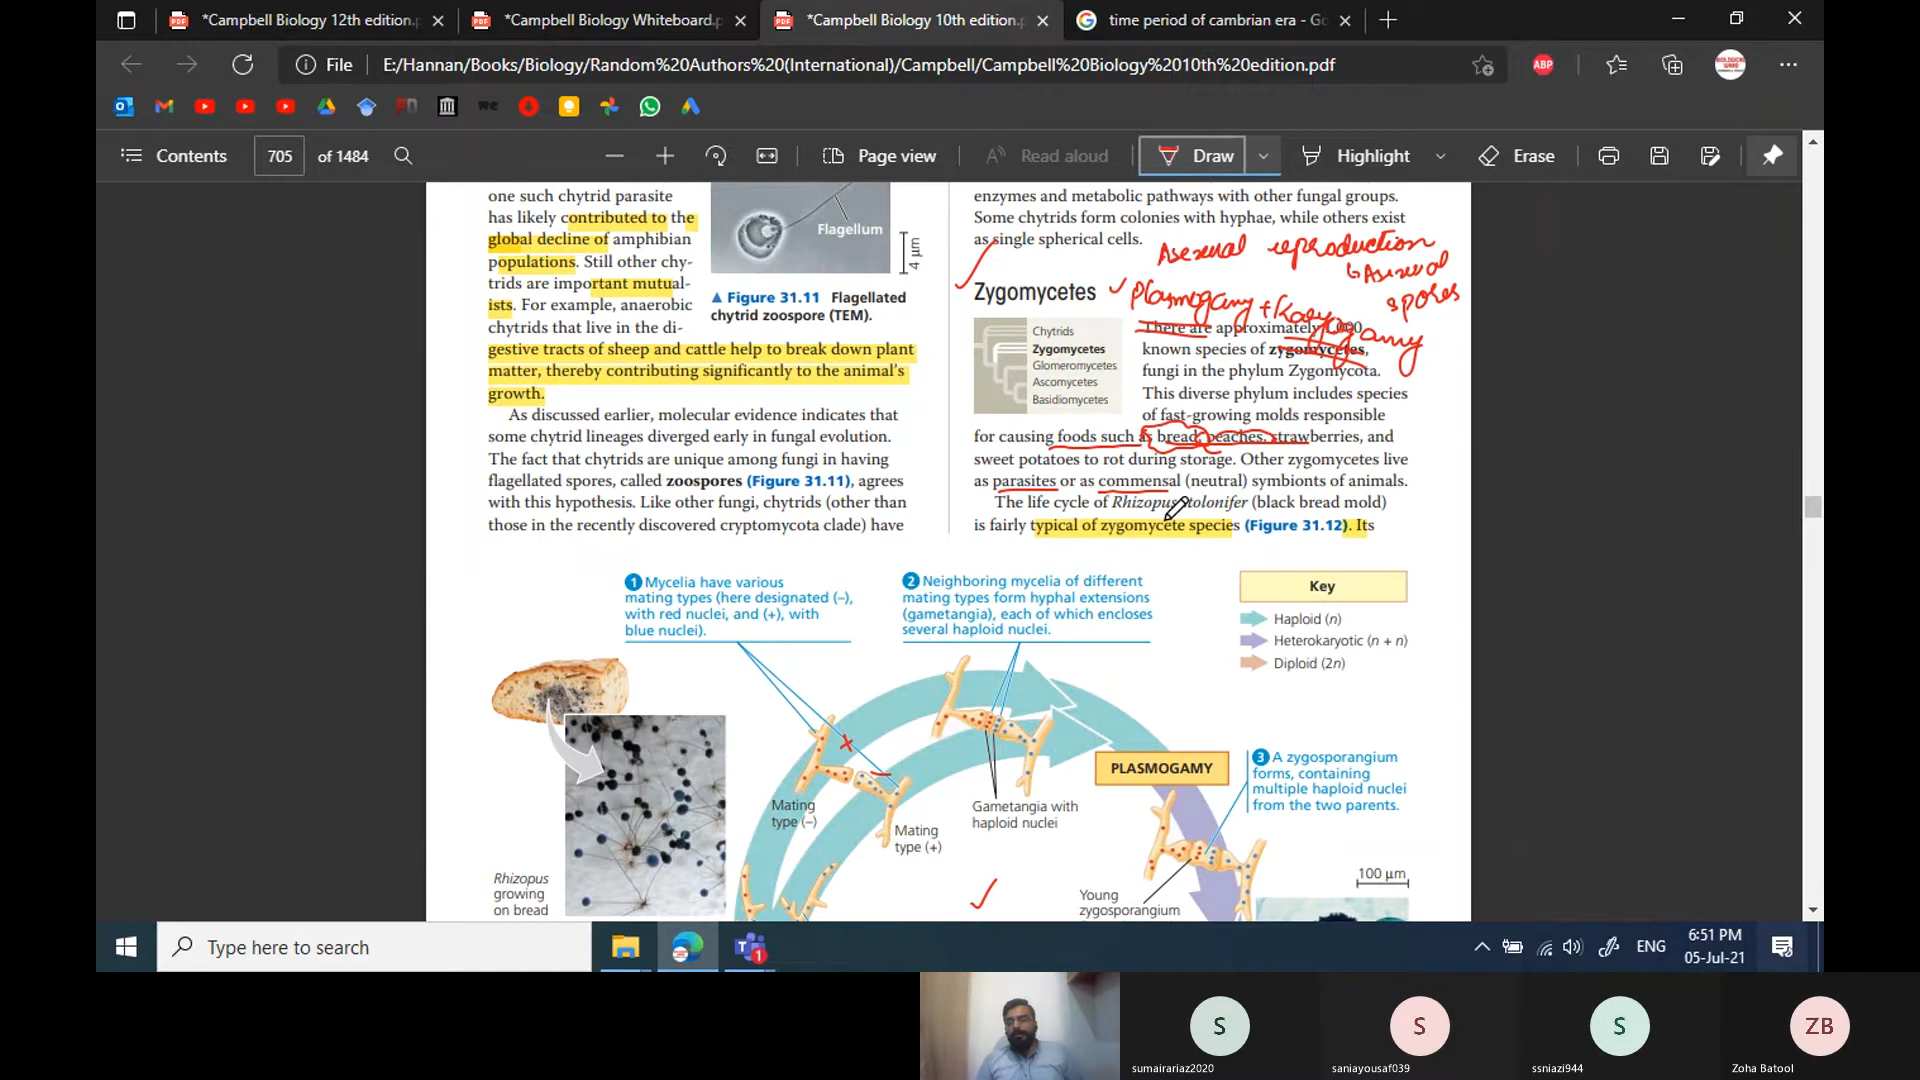 *Campbell Biology 12th edition.p
*Campbell Biology Whiteboard.p
*Campbell Biology 10th edition.p
time period of cambrian era - Go
File
E:/Hannan/Books/Biology/Random%20Authors%20(International)/Campbell/Campbell%20Biology%2010th%20edition.pdf
ABP
Contents
705
of 1484
Page view
Read aloud
Draw
Highlight
Erase
one such chytrid parasite
has likely contributed to the
global decline of amphibian
populations. Still other chy-
trids are important mutual-
ists. For example, anaerobic
chytrids that live in the di-
gestive tracts of sheep and cattle help to break down plant
matter, thereby contributing significantly to the animal's
growth.
As discussed earlier, molecular evidence indicates that
some chytrid lineages diverged early in fungal evolution.
The fact that chytrids are unique among fungi in having
flagellated spores, called zoospores (Figure 31.11), agrees
with this hypothesis. Like other fungi, chytrids (other than
those in the recently discovered cryptomycota clade) have
Flagellum
4 μm
▲ Figure 31.11 Flagellated
chytrid zoospore (TEM).
enzymes and metabolic pathways with other fungal groups.
Some chytrids form colonies with hyphae, while others exist
as single spherical cells.
Asexual reproduction
↳ Asexual
spores
Zygomycetes
Plasmogamy + Karyogamy
Chytrids
Zygomycetes
Glomeromycetes
Ascomycetes
Basidiomycetes
There are approximately 1,000
known species of zygomycetes,
fungi in the phylum Zygomycota.
This diverse phylum includes species
of fast-growing molds responsible
for causing foods such as bread, peaches, strawberries, and
sweet potatoes to rot during storage. Other zygomycetes live
as parasites or as commensal (neutral) symbionts of animals.
The life cycle of Rhizopus stolonifer (black bread mold)
is fairly typical of zygomycete species (Figure 31.12). Its
1 Mycelia have various
mating types (here designated (–),
with red nuclei, and (+), with
blue nuclei).
2 Neighboring mycelia of different
mating types form hyphal extensions
(gametangia), each of which encloses
several haploid nuclei.
Key
Haploid (n)
Heterokaryotic (n + n)
Diploid (2n)
PLASMOGAMY
3 A zygosporangium
forms, containing
multiple haploid nuclei
from the two parents.
Mating
type (–)
Mating
type (+)
Gametangia with
haploid nuclei
Rhizopus
growing
on bread
Young
zygosporangium
100 μm
Type here to search
1
ENG
6:51 PM
05-Jul-21
S
S
S
ZB
sumairariaz2020
saniayousaf039
ssniazi944
Zoha Batool